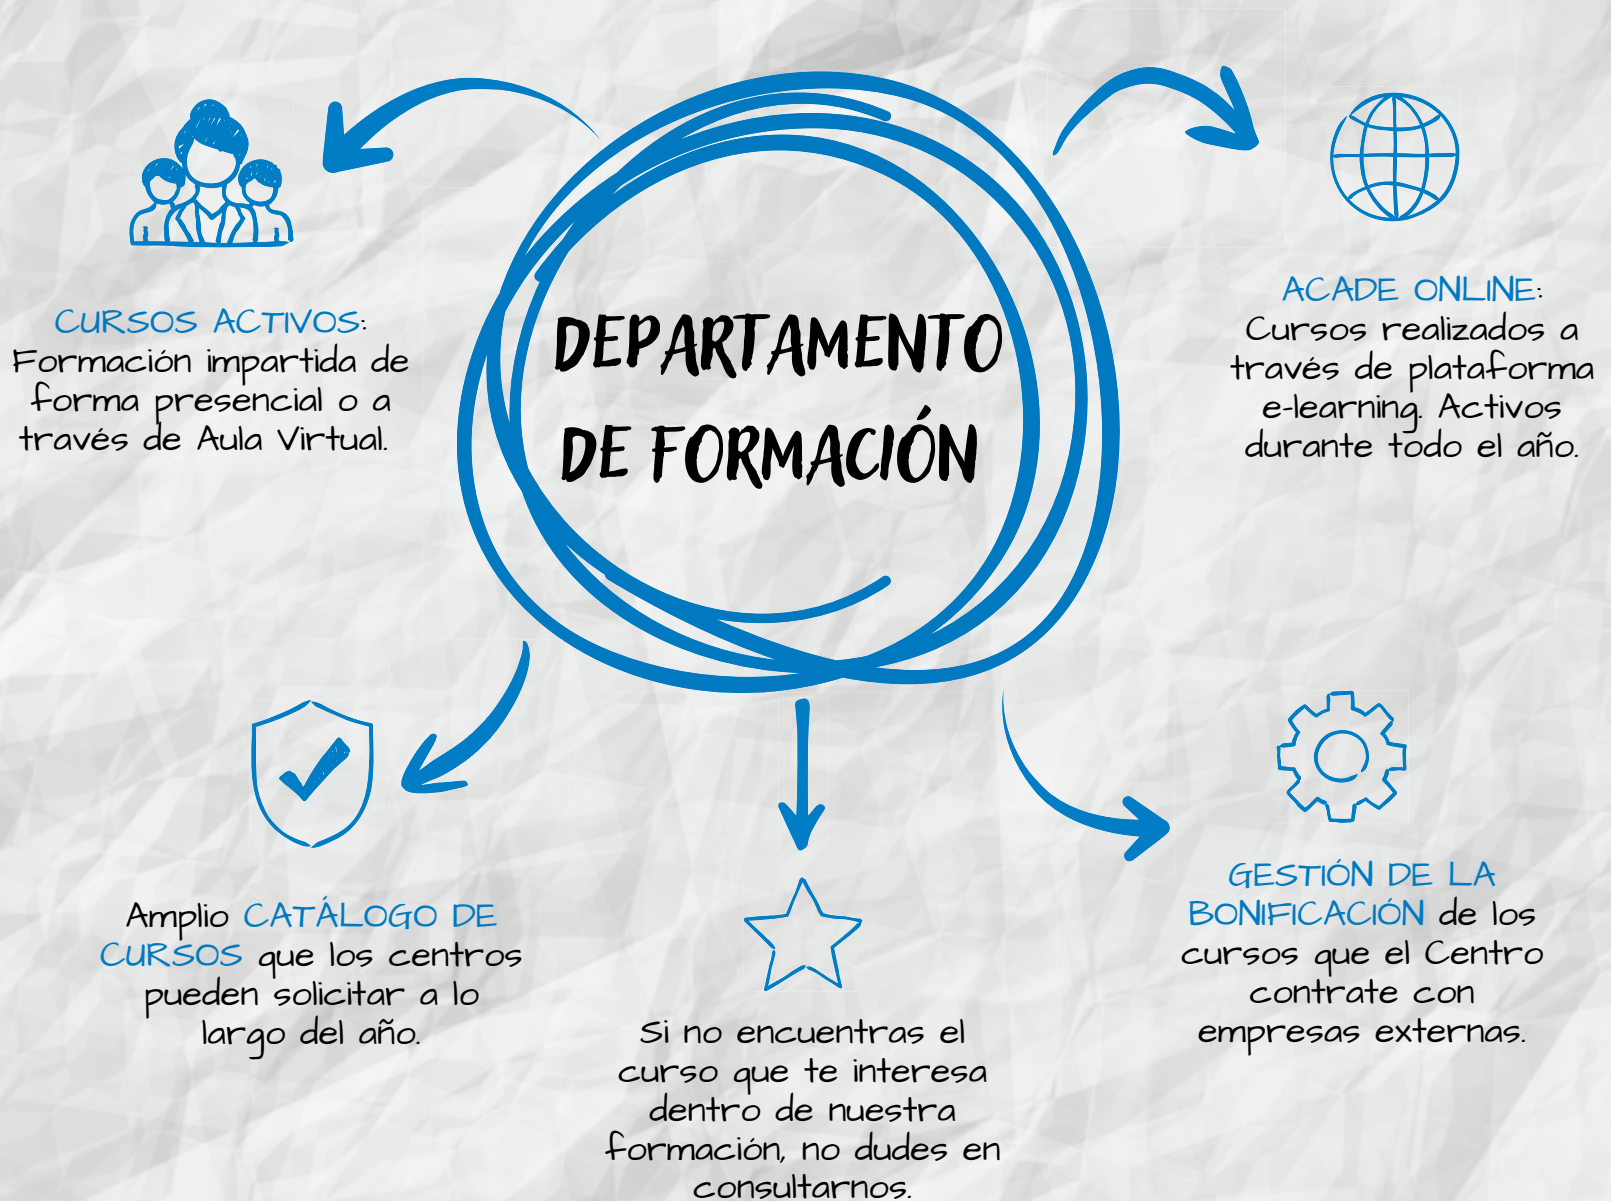 DEPARTAMENTO
DE FORMACIÓN
CURSOS ACTIVOS:
Formación impartida de
forma presencial o a
través de Aula Virtual.
ACADE ONLINE:
Cursos realizados a
través de plataforma
e-learning. Activos
durante todo el año.
Amplio CATÁLOGO DE
CURSOS que los centros
pueden solicitar a lo
largo del año.
Si no encuentras el
curso que te interesa
dentro de nuestra
formación, no dudes en
consultarnos.
GESTIÓN DE LA
BONIFICACIÓN de los
cursos que el Centro
contrate con
empresas externas.